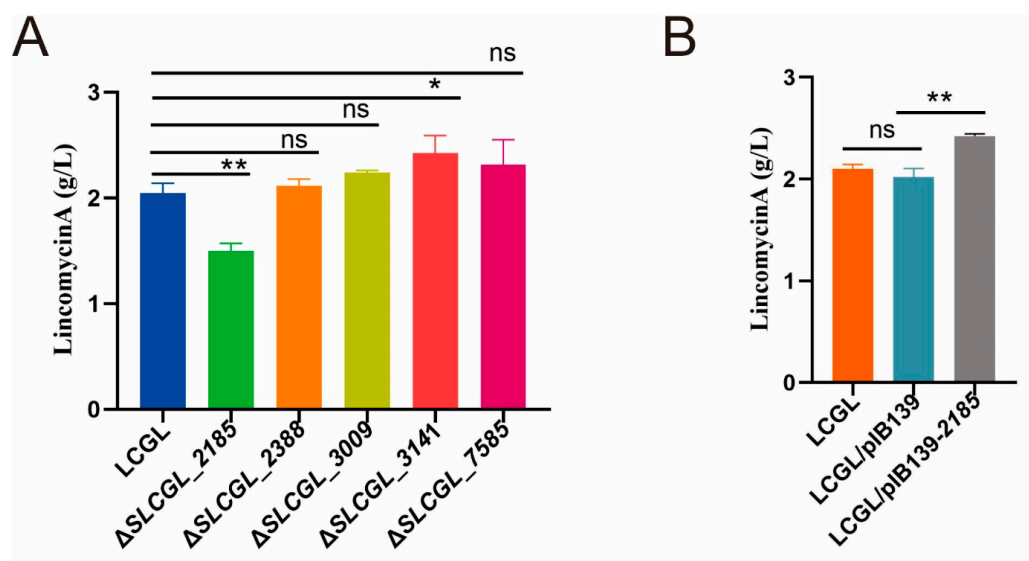 A
ns
*
ns
ns
**
3
2
1
0
LincomycinA (g/L)
LCGL
ΔSLCGL_2185
ΔSLCGL_2388
ΔSLCGL_3009
ΔSLCGL_3141
ΔSLCGL_7585
B
**
ns
3
2
1
0
LincomycinA (g/L)
LCGL
LCGL/pIB139
LCGL/pIB139-2185